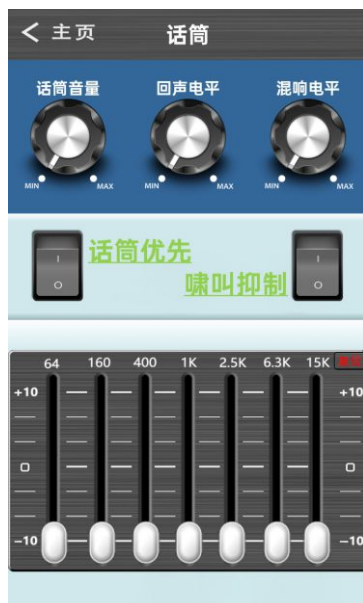 主页 话筒
话筒音量 回声电平 混响电平
MIN MAX MIN MAX MIN MAX
I I
话筒优先
O O
啸叫抑制
64 160 400 1K 2.5K 6.3K 15K
+10 +10
0 0
-10 -10